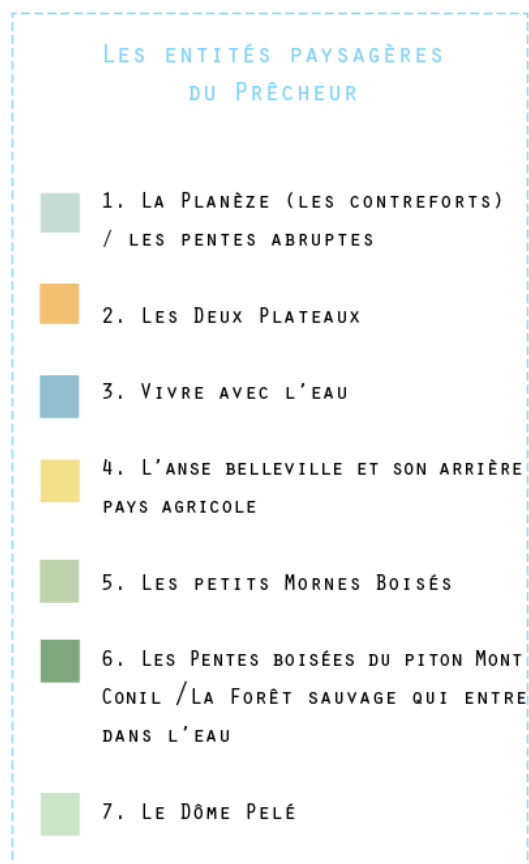 Les entités paysagères
du Prêcheur
1. La Planèze (les contreforts)
/ les pentes abruptes
2. Les Deux Plateaux
3. Vivre avec l'eau
4. L'anse belleville et son arrière
pays agricole
5. Les petits Mornes Boisés
6. Les Pentes boisées du piton Mont
Conil /La Forêt sauvage qui entre
dans l'eau
7. Le Dôme Pelé